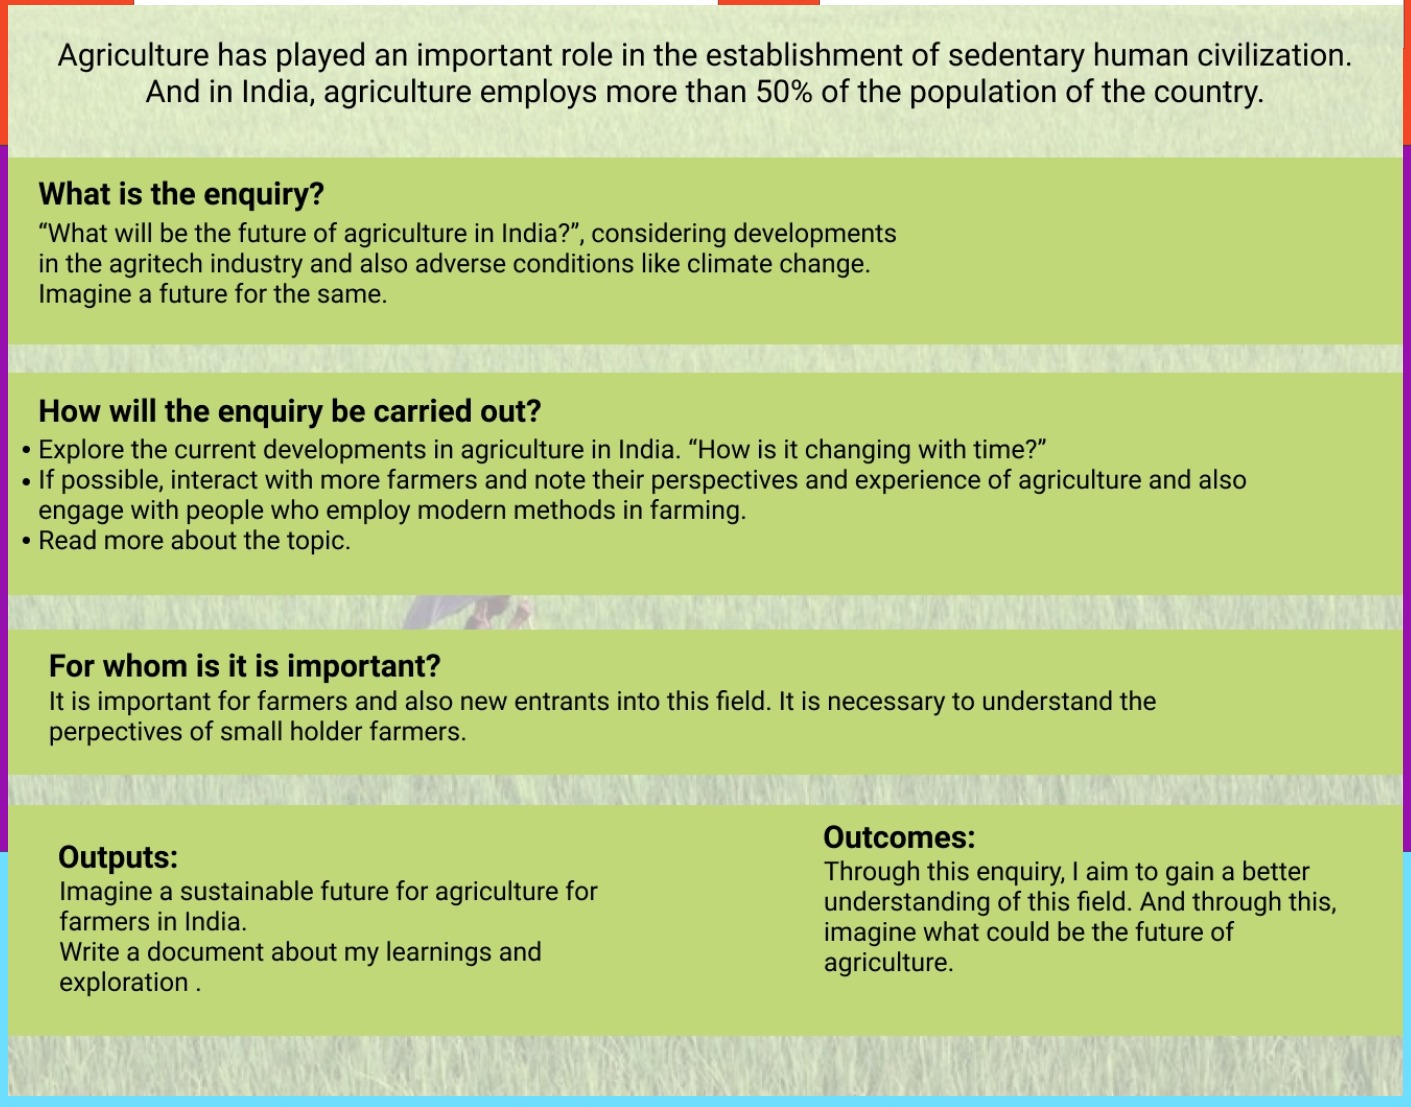 Agriculture has played an important role in the establishment of sedentary human civilization.
And in India, agriculture employs more than 50% of the population of the country.
What is the enquiry?
“What will be the future of agriculture in India?”, considering developments
in the agritech industry and also adverse conditions like climate change.
Imagine a future for the same.
How will the enquiry be carried out?
• Explore the current developments in agriculture in India. “How is it changing with time?”
• If possible, interact with more farmers and note their perspectives and experience of agriculture and also
engage with people who employ modern methods in farming.
• Read more about the topic.
For whom is it is important?
It is important for farmers and also new entrants into this field. It is necessary to understand the
perpectives of small holder farmers.
Outputs:
Imagine a sustainable future for agriculture for
farmers in India.
Write a document about my learnings and
exploration .
Outcomes:
Through this enquiry, I aim to gain a better
understanding of this field. And through this,
imagine what could be the future of
agriculture.